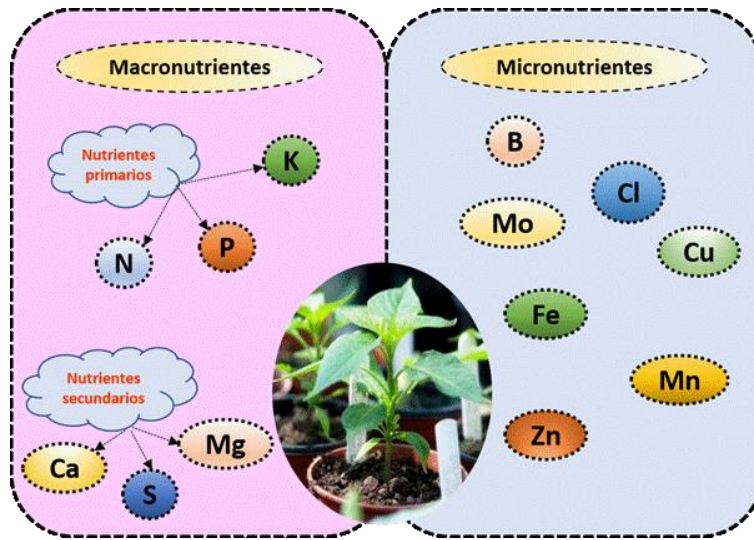 Macronutrientes
Nutrientes
primarios
K
N
P
Nutrientes
secundarios
Ca
S
Mg
Micronutrientes
B
Cl
Mo
Cu
Fe
Mn
Zn